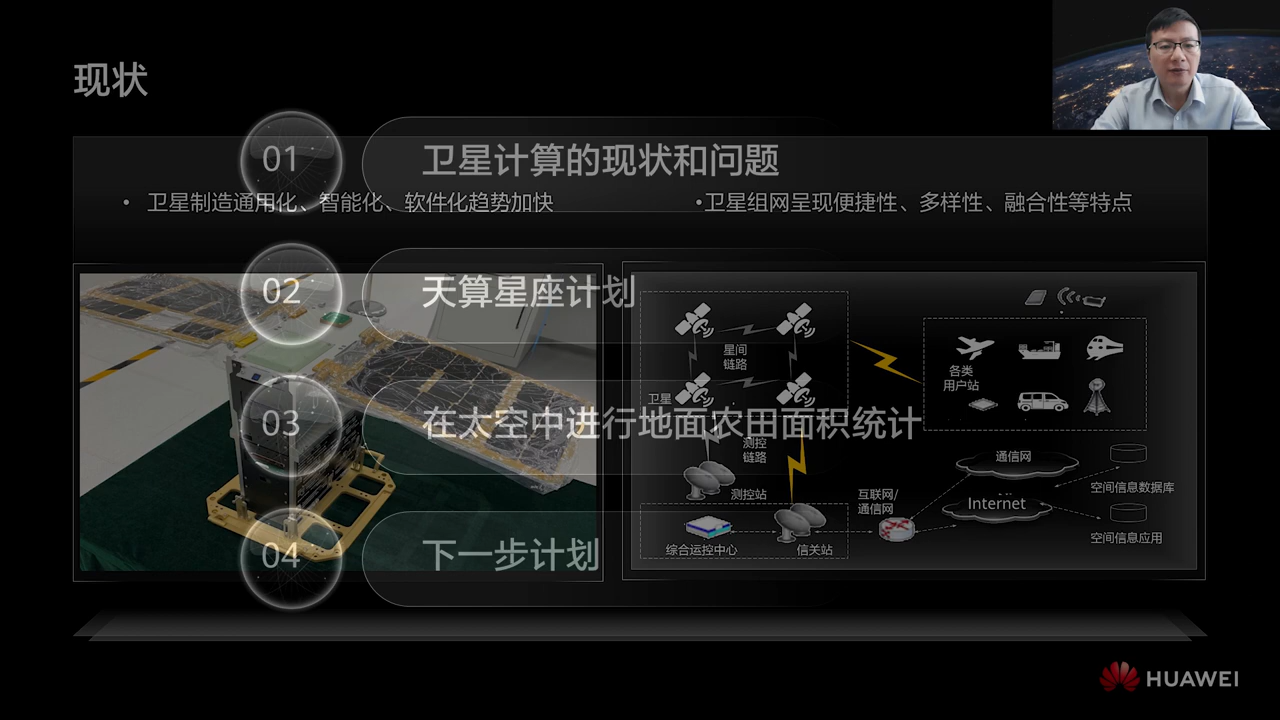 现状
01
卫星计算的现状和问题
• 卫星制造通用化、智能化、软件化趋势加快
•卫星组网呈现便捷性、多样性、融合性等特点
02
天算星座计划
03
在太空中进行地面农田面积统计
04
下一步计划
星间
链路
卫星
各类
用户站
测控
链路
测控站
综合运控中心
信关站
互联网/
通信网
通信网
Internet
空间信息数据库
空间信息应用
HUAWEI